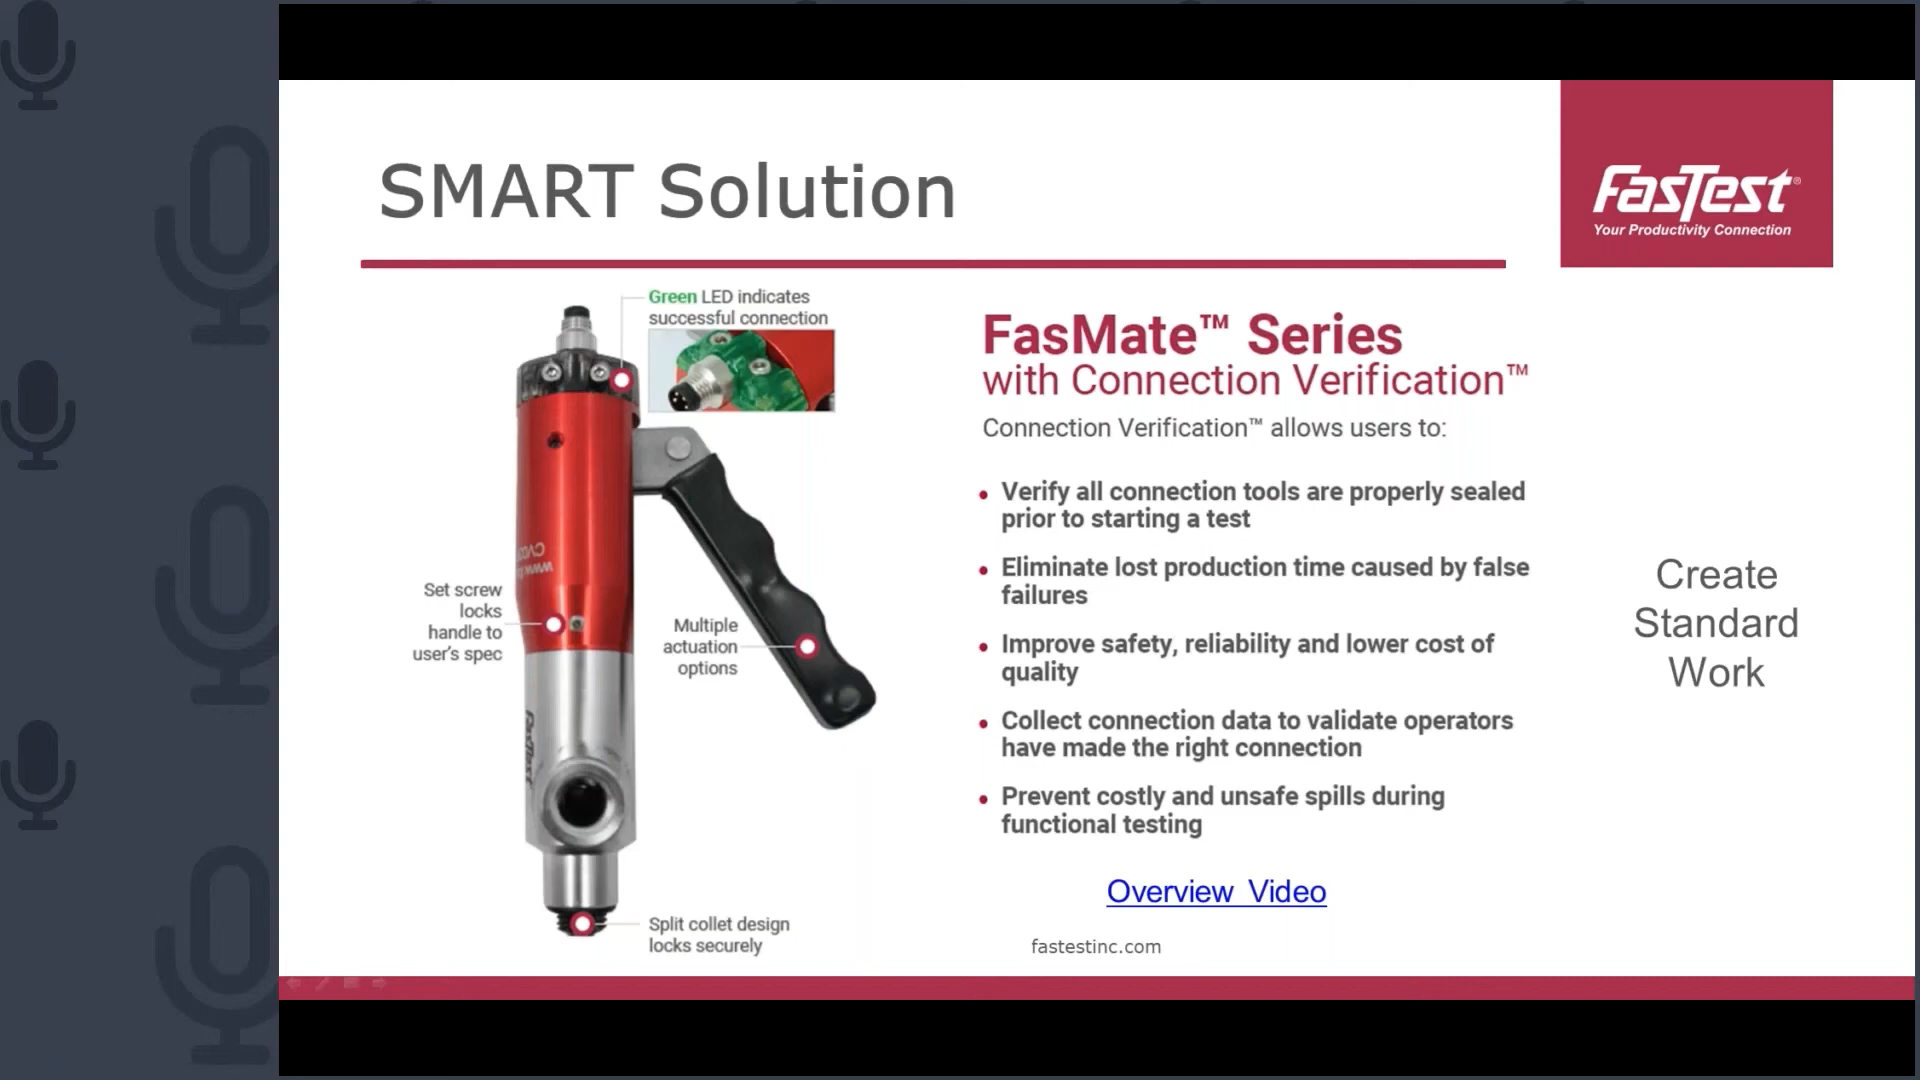 SMART Solution
FasTest®
Your Productivity Connection
Green LED indicates
successful connection
Set screw
locks
handle to
user's spec
Multiple
actuation
options
FasTest
Split collet design
locks securely
FasMate™ Series
with Connection Verification™
Connection Verification™ allows users to:
• Verify all connection tools are properly sealed
prior to starting a test
• Eliminate lost production time caused by false
failures
• Improve safety, reliability and lower cost of
quality
• Collect connection data to validate operators
have made the right connection
• Prevent costly and unsafe spills during
functional testing
Create
Standard
Work
Overview Video
fastestinc.com